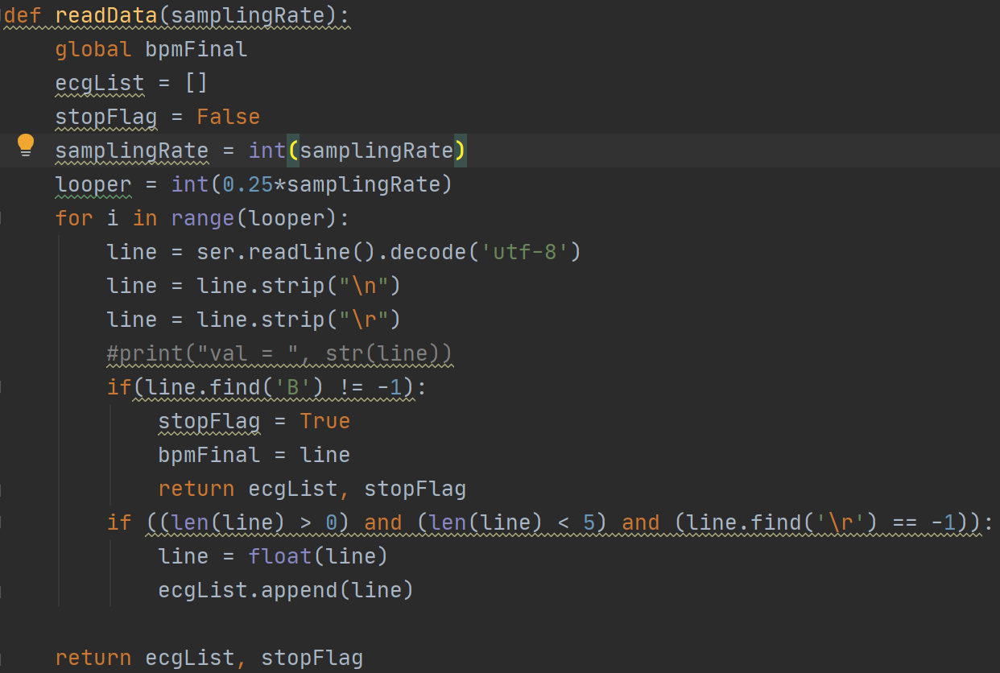 def readData(samplingRate):
    global bpmFinal
    ecgList = []
    stopFlag = False
    samplingRate = int(samplingRate)
    looper = int(0.25*samplingRate)
    for i in range(looper):
        line = ser.readline().decode('utf-8')
        line = line.strip("\n")
        line = line.strip("\r")
        #print("val = ", str(line))
        if(line.find('B') != -1):
            stopFlag = True
            bpmFinal = line
            return ecgList, stopFlag
        if ((len(line) > 0) and (len(line) < 5) and (line.find('\r') == -1)):
            line = float(line)
            ecgList.append(line)

    return ecgList, stopFlag